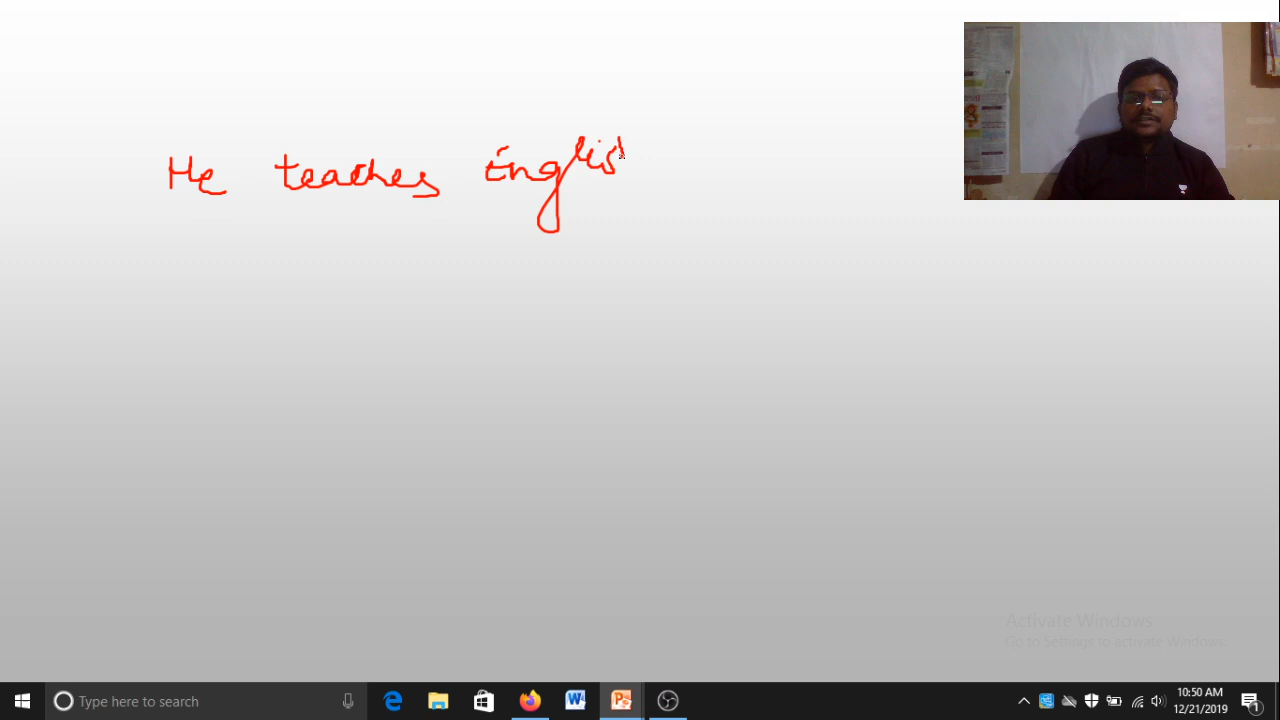 He teaches Englis
Activate Windows
Go to Settings to activate Windows.
Type here to search
10:50 AM
12/21/2019